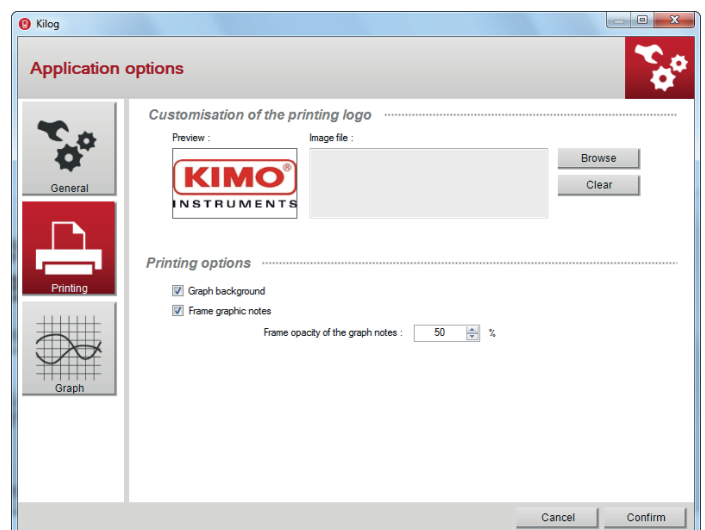 Kilog
Application options
General
Printing
Graph
Customisation of the printing logo
Preview :
Image file :
KIMO®
INSTRUMENTS
Browse
Clear
Printing options
Graph background
Frame graphic notes
Frame opacity of the graph notes : 50 %
Cancel
Confirm